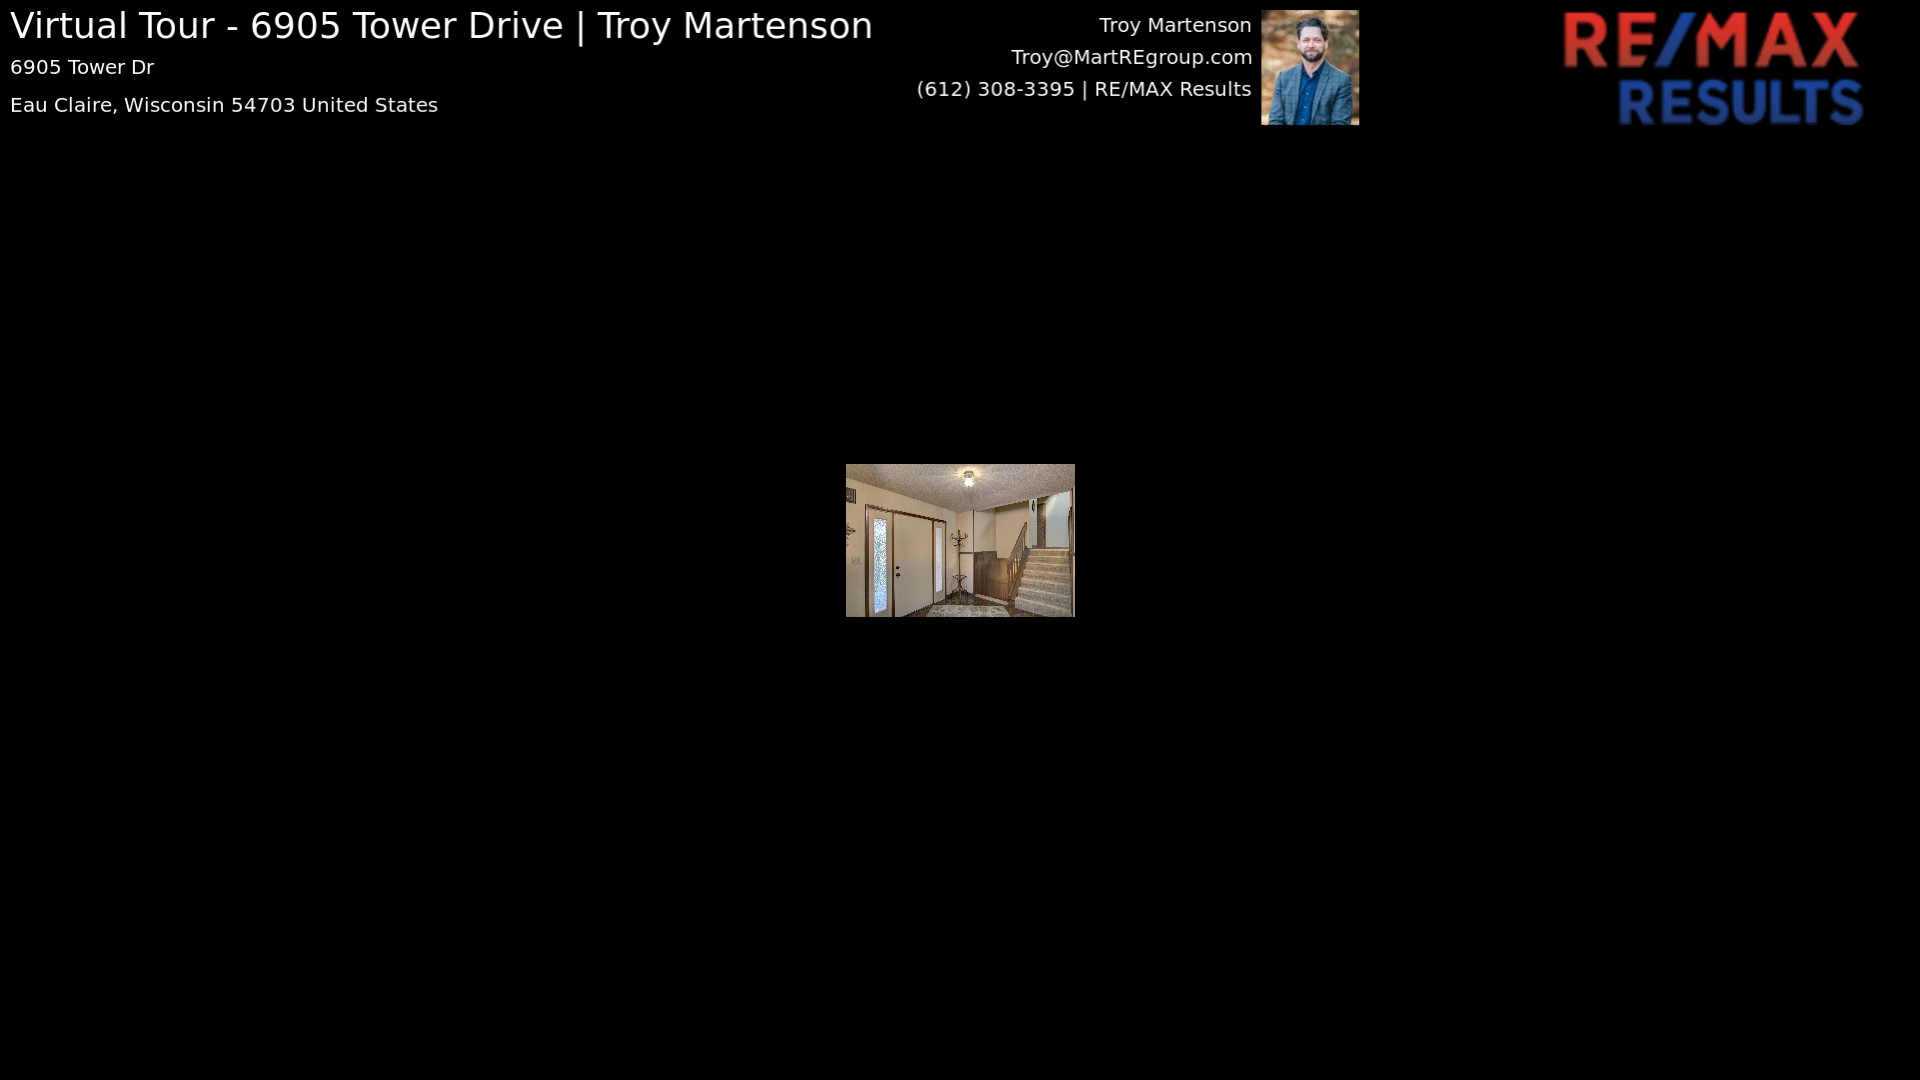 Virtual Tour - 6905 Tower Drive | Troy Martenson
6905 Tower Dr
Eau Claire, Wisconsin 54703 United States
Troy Martenson
Troy@MartREgroup.com
(612) 308-3395 | RE/MAX Results
RE/MAX
RESULTS